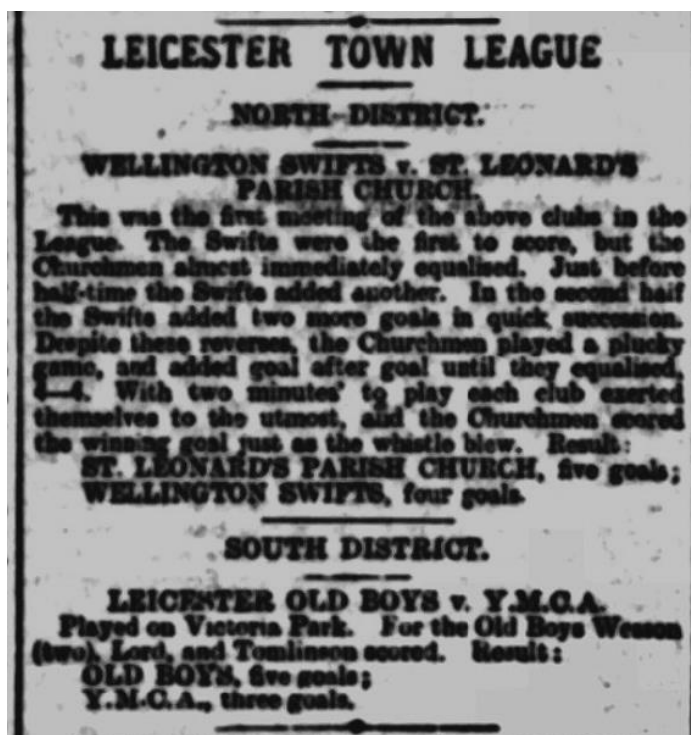 LEICESTER TOWN LEAGUE
NORTH DISTRICT.
WELLINGTON SWIFTS v. ST. LEONARD'S
PARISH CHURCH.
This was the first meeting of the above clubs in the
League. The Swifts were the first to score, but the
Churchmen almost immediately equalised. Just before
half-time the Swifts added another. In the second half
the Swifts added two more goals in quick succession.
Despite these reverses, the Churchmen played a plucky
game, and added goal after goal until they equalised,
4—4. With two minutes' to play each club exerted
themselves to the utmost, and the Churchmen scored
the winning goal just as the whistle blew. Result:
ST. LEONARD'S PARISH CHURCH, five goals;
WELLINGTON SWIFTS, four goals.
SOUTH DISTRICT.
LEICESTER OLD BOYS v. Y.M.C.A.
Played on Victoria Park. For the Old Boys Wesson
(two), Lord, and Tomlinson scored. Result:
OLD BOYS, five goals;
Y.M.C.A., three goals.